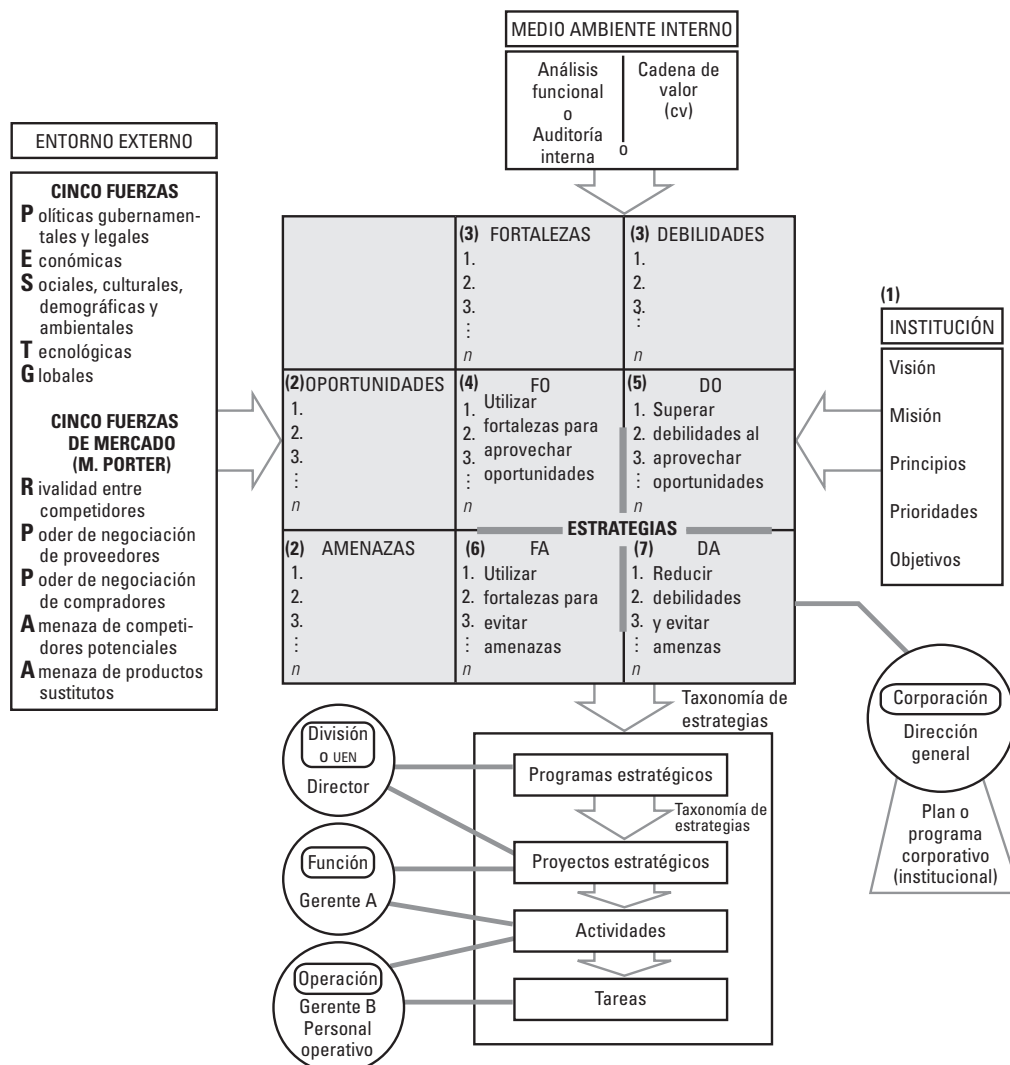 MEDIO AMBIENTE INTERNO
Análisis
funcional
o
Auditoría
interna
o
Cadena de
valor
(cv)
ENTORNO EXTERNO
CINCO FUERZAS
Políticas gubernamen-
tales y legales
Económicas
Sociales, culturales,
demográficas y
ambientales
Tecnológicas
Globales
CINCO FUERZAS
DE MERCADO
(M. PORTER)
Rivalidad entre
competidores
Poder de negociación
de proveedores
Poder de negociación
de compradores
Amenaza de competi-
dores potenciales
Amenaza de productos
sustitutos
(3) FORTALEZAS
1.
2.
3.
⋮
n
(3) DEBILIDADES
1.
2.
3.
⋮
n
(1)
INSTITUCIÓN
Visión
Misión
Principios
Prioridades
Objetivos
(2) OPORTUNIDADES
1.
2.
3.
⋮
n
(4) FO
1. Utilizar
2. fortalezas para
3. aprovechar
⋮ oportunidades
n
(5) DO
1. Superar
2. debilidades al
3. aprovechar
⋮ oportunidades
n
ESTRATEGIAS
(2) AMENAZAS
1.
2.
3.
⋮
n
(6) FA
1. Utilizar
2. fortalezas para
3. evitar
⋮ amenazas
n
(7) DA
1. Reducir
2. debilidades
3. y evitar
⋮ amenzas
n
Taxonomía de
estrategias
Corporación
Dirección
general
Plan o
programa
corporativo
(institucional)
División
o UEN
Director
Programas estratégicos
Taxonomía de
estrategias
Función
Gerente A
Proyectos estratégicos
Actividades
Operación
Gerente B
Personal
operativo
Tareas